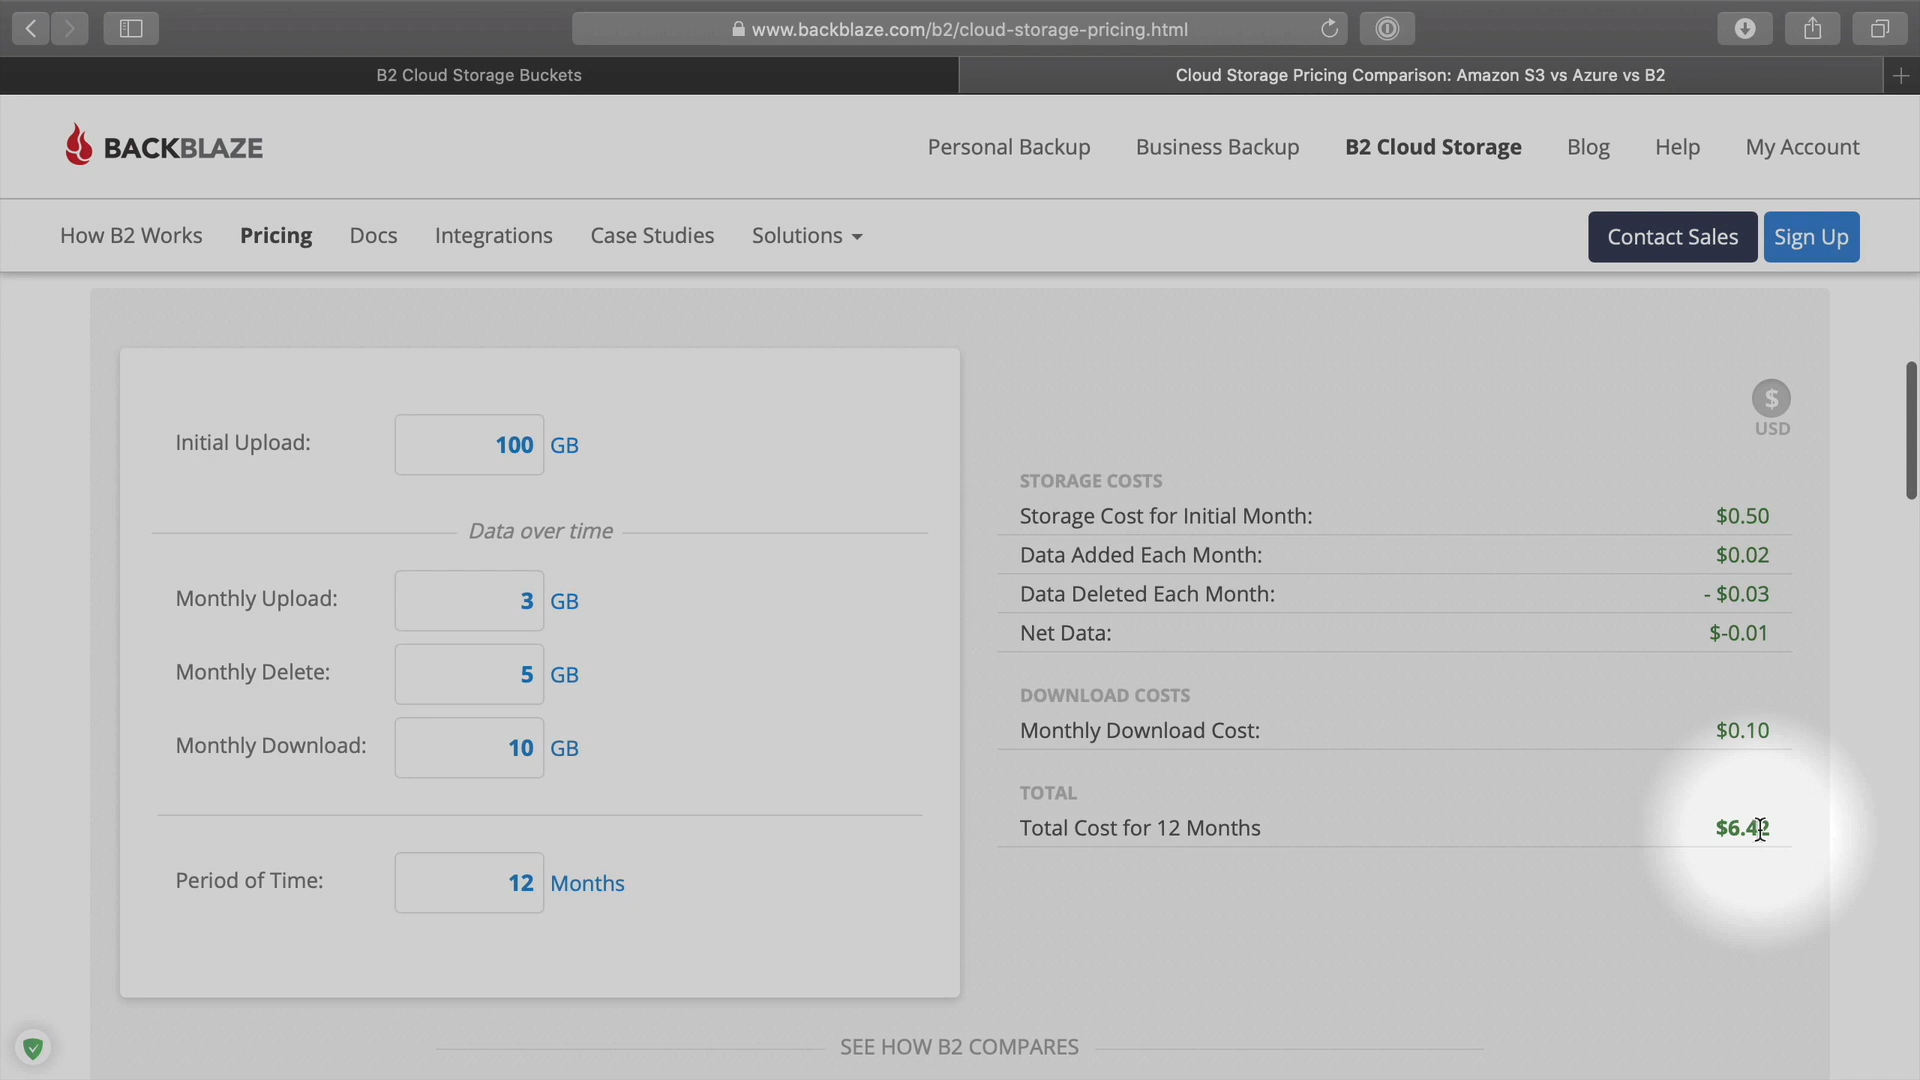 www.backblaze.com/b2/cloud-storage-pricing.html
B2 Cloud Storage Buckets
Cloud Storage Pricing Comparison: Amazon S3 vs Azure vs B2
BACKBLAZE
Personal Backup Business Backup B2 Cloud Storage Blog Help My Account
How B2 Works Pricing Docs Integrations Case Studies Solutions Contact Sales Sign Up
Initial Upload: 100 GB
Data over time
Monthly Upload: 3 GB
Monthly Delete: 5 GB
Monthly Download: 10 GB
Period of Time: 12 Months
$
USD
STORAGE COSTS
Storage Cost for Initial Month: $0.50
Data Added Each Month: $0.02
Data Deleted Each Month: - $0.03
Net Data: $-0.01
DOWNLOAD COSTS
Monthly Download Cost: $0.10
TOTAL
Total Cost for 12 Months $6.42
SEE HOW B2 COMPARES